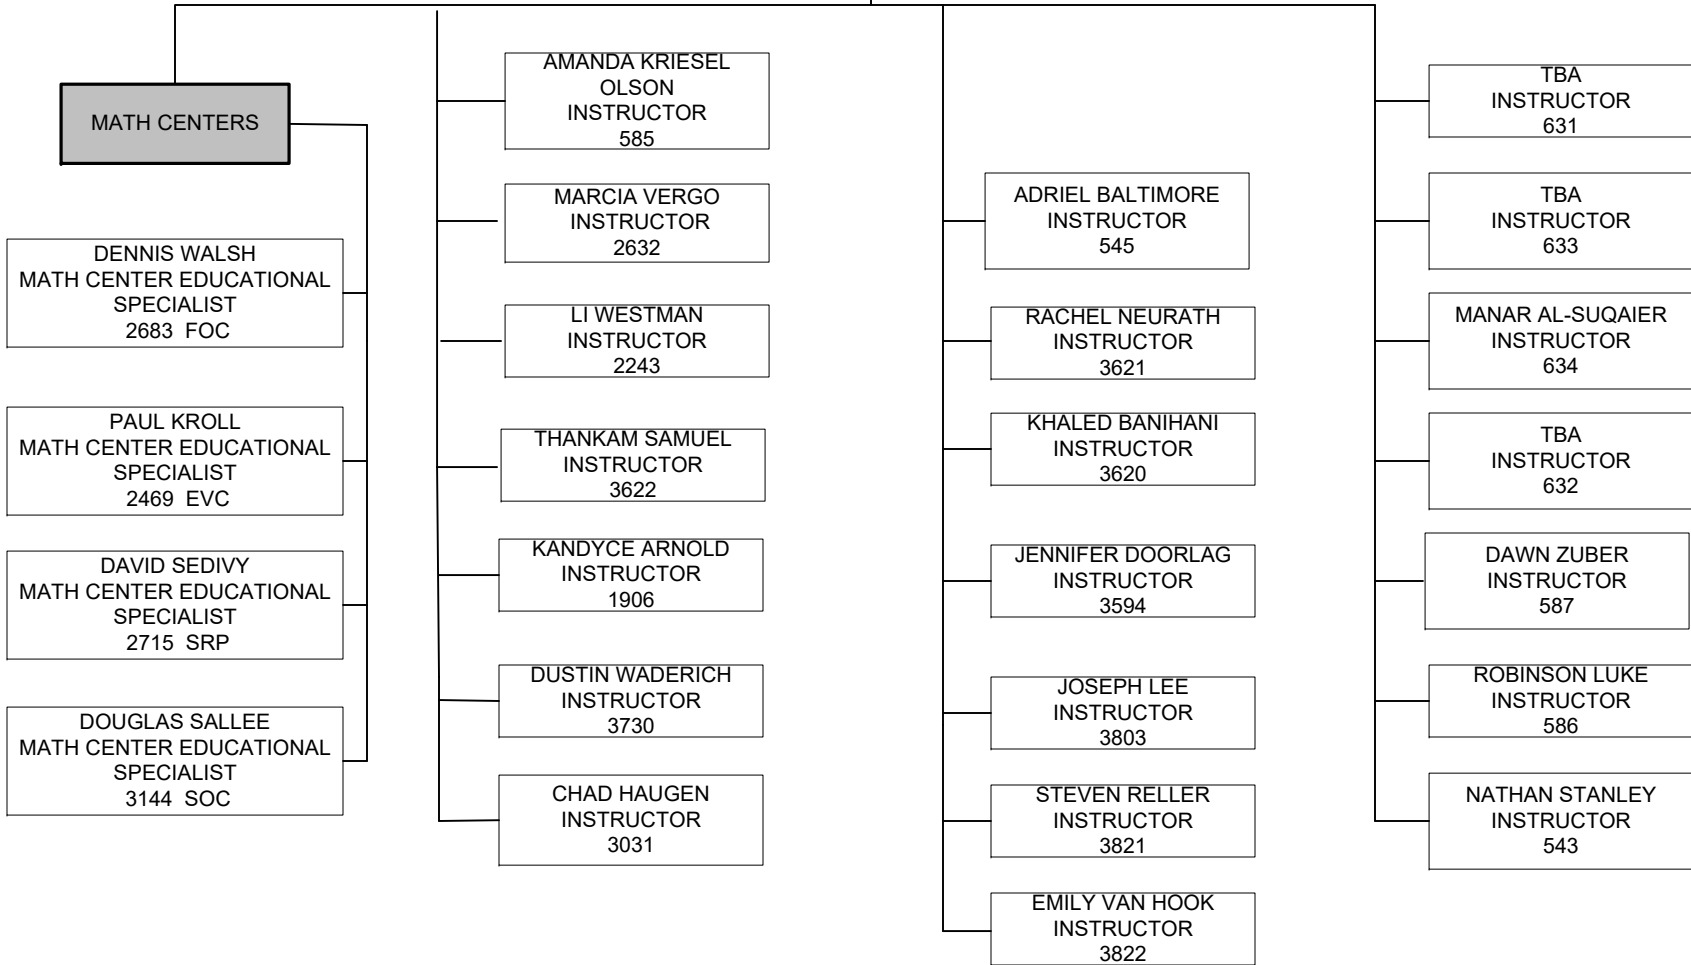 MATH CENTERS
DENNIS WALSH
MATH CENTER EDUCATIONAL
SPECIALIST
2683 FOC
PAUL KROLL
MATH CENTER EDUCATIONAL
SPECIALIST
2469 EVC
DAVID SEDIVY
MATH CENTER EDUCATIONAL
SPECIALIST
2715 SRP
DOUGLAS SALLEE
MATH CENTER EDUCATIONAL
SPECIALIST
3144 SOC
AMANDA KRIESEL
OLSON
INSTRUCTOR
585
MARCIA VERGO
INSTRUCTOR
2632
LI WESTMAN
INSTRUCTOR
2243
THANKAM SAMUEL
INSTRUCTOR
3622
KANDYCE ARNOLD
INSTRUCTOR
1906
DUSTIN WADERICH
INSTRUCTOR
3730
CHAD HAUGEN
INSTRUCTOR
3031
ADRIEL BALTIMORE
INSTRUCTOR
545
RACHEL NEURATH
INSTRUCTOR
3621
KHALED BANIHANI
INSTRUCTOR
3620
JENNIFER DOORLAG
INSTRUCTOR
3594
JOSEPH LEE
INSTRUCTOR
3803
STEVEN RELLER
INSTRUCTOR
3821
EMILY VAN HOOK
INSTRUCTOR
3822
TBA
INSTRUCTOR
631
TBA
INSTRUCTOR
633
MANAR AL-SUQAIER
INSTRUCTOR
634
TBA
INSTRUCTOR
632
DAWN ZUBER
INSTRUCTOR
587
ROBINSON LUKE
INSTRUCTOR
586
NATHAN STANLEY
INSTRUCTOR
543